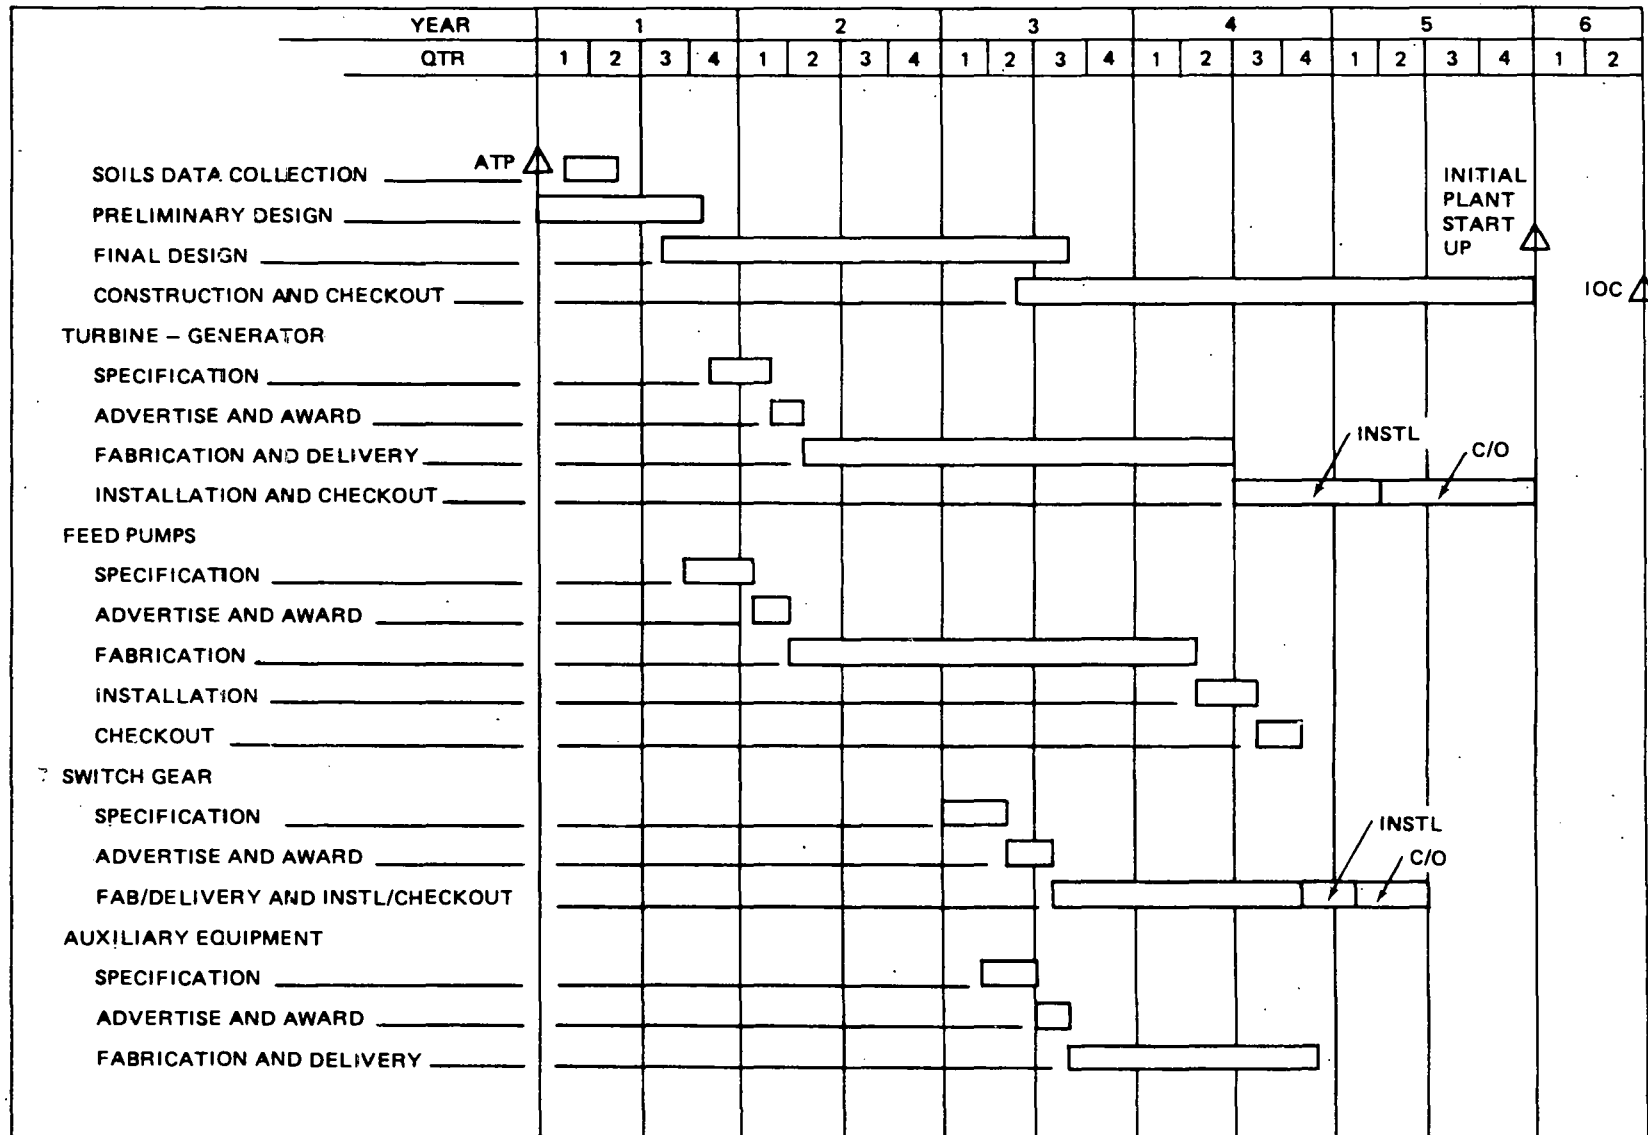 YEAR 1 2 3 4 5 6
QTR 1 2 3 4 1 2 3 4 1 2 3 4 1 2 3 4 1 2 3 4 1 2
ATP
SOILS DATA COLLECTION
INITIAL
PLANT
START
UP
PRELIMINARY DESIGN
FINAL DESIGN
CONSTRUCTION AND CHECKOUT
IOC
TURBINE – GENERATOR
SPECIFICATION
ADVERTISE AND AWARD
FABRICATION AND DELIVERY
INSTL
C/O
INSTALLATION AND CHECKOUT
FEED PUMPS
SPECIFICATION
ADVERTISE AND AWARD
FABRICATION
INSTALLATION
CHECKOUT
SWITCH GEAR
SPECIFICATION
INSTL
ADVERTISE AND AWARD
C/O
FAB/DELIVERY AND INSTL/CHECKOUT
AUXILIARY EQUIPMENT
SPECIFICATION
ADVERTISE AND AWARD
FABRICATION AND DELIVERY